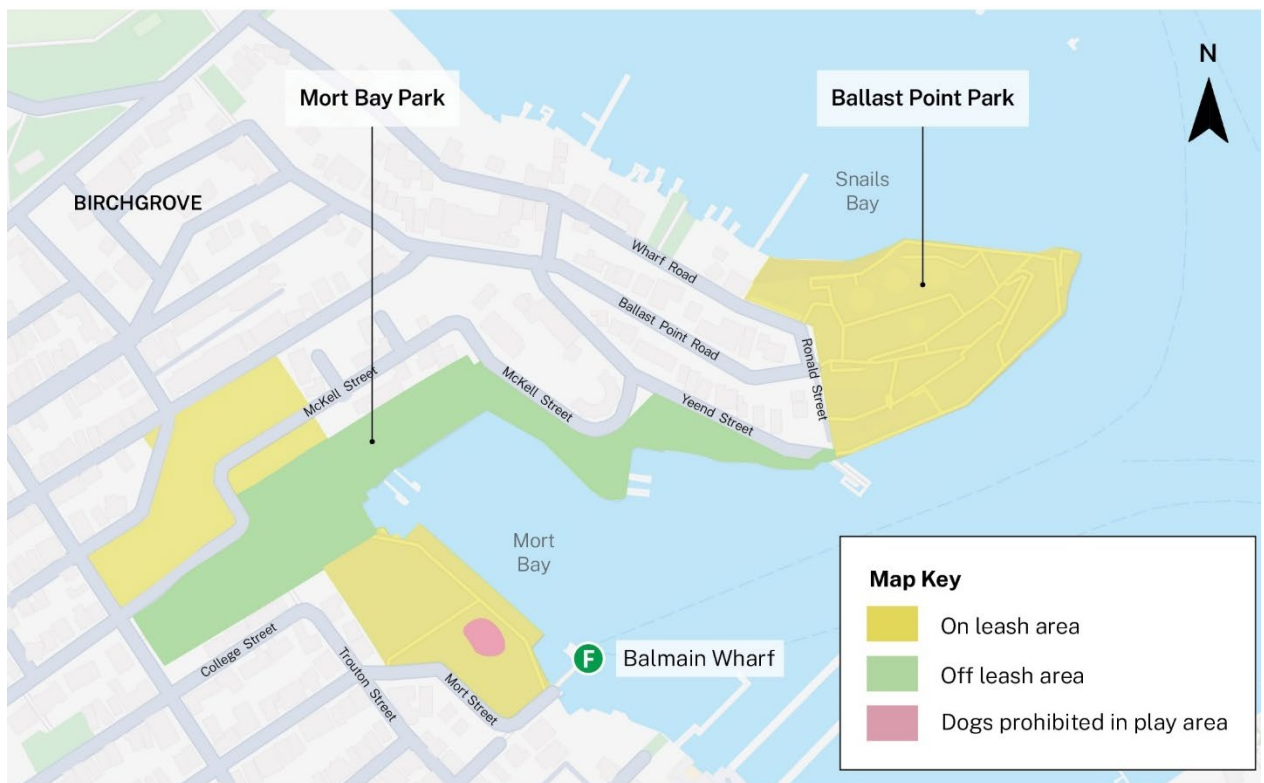 N
Mort Bay Park
Ballast Point Park
Snails
Bay
BIRCHGROVE
Wharf Road
Ballast Point Road
Ronald Street
McKell Street
McKell Street
Yeend Street
Mort
Bay
Map Key
On leash area
Off leash area
Dogs prohibited in play area
F Balmain Wharf
College Street
Trouton Street
Mort Street